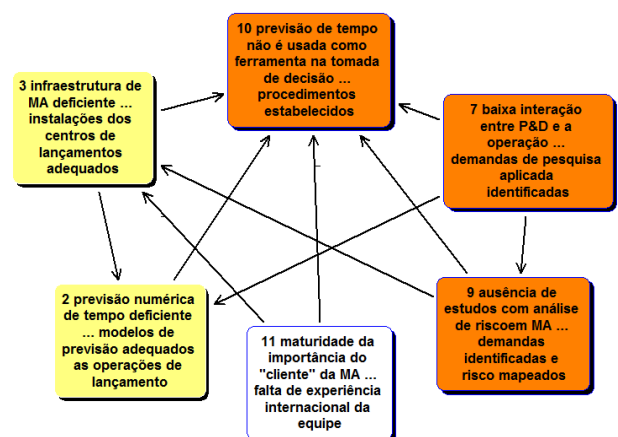 10 previsão de tempo
não é usada como
ferramenta na tomada
de decisão ...
procedimentos
estabelecidos
3 infraestrutura de
MA deficiente ...
instalações dos
centros de
lançamentos
adequados
7 baixa interação
entre P&D e a
operação ...
demandas de pesquisa
aplicada
identificadas
2 previsão numérica
de tempo deficiente
... modelos de
previsão adequados
as operações de
lançamento
11 maturidade da
importância do
"cliente" da MA ...
falta de experiência
internacional da
equipe
9 ausência de
estudos com análise
de riscoem MA ...
demandas
identificadas e
risco mapeados